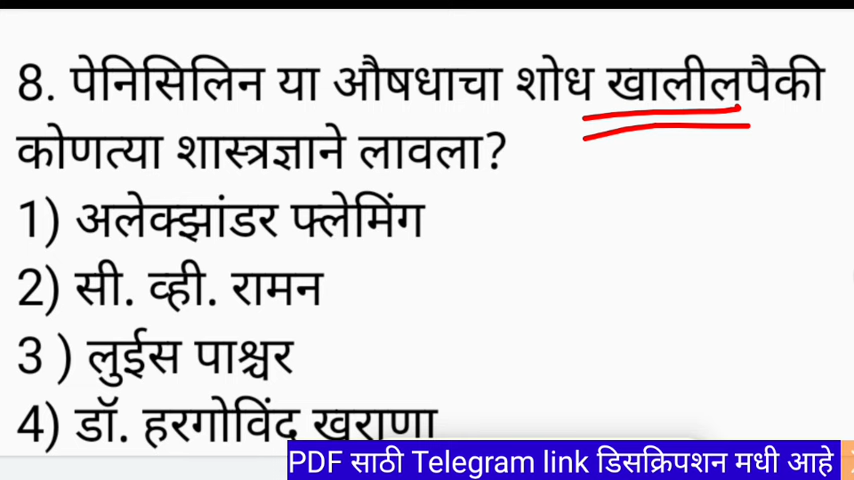 8. पेनिसिलिन या औषधाचा शोध खालीलपैकी
कोणत्या शास्त्रज्ञाने लावला?
1) अलेक्झांडर फ्लेमिंग
2) सी. व्ही. रामन
3 ) लुईस पाश्चर
4) डॉ. हरगोविंद खुराणा
PDF साठी Telegram link डिसक्रिपशन मधी आहे